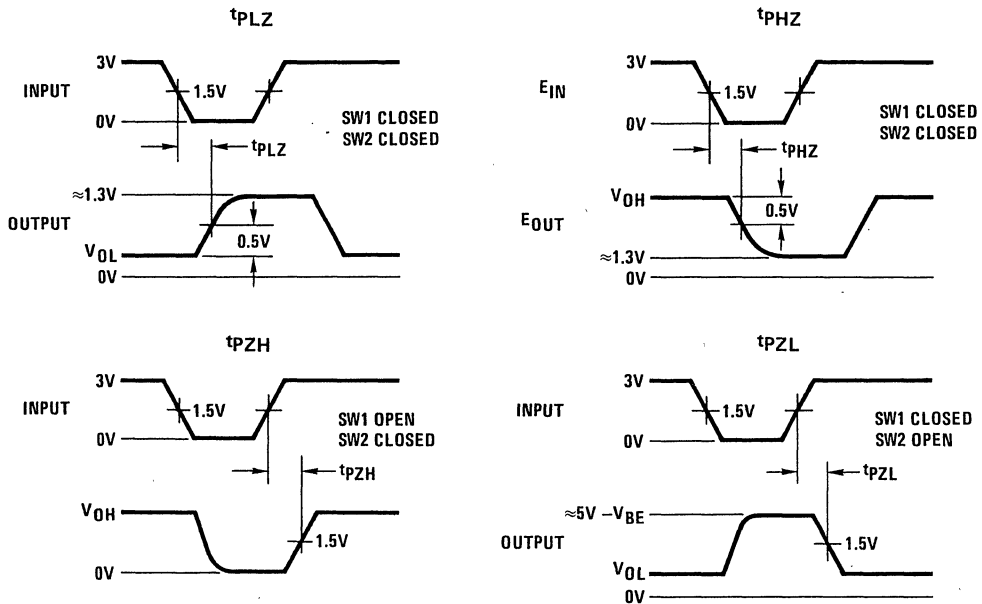 tPLZ
3V
INPUT
1.5V
0V
SW1 CLOSED
SW2 CLOSED
tPLZ
≈1.3V
OUTPUT
0.5V
VOL
0V
tPHZ
3V
EIN
1.5V
0V
SW1 CLOSED
SW2 CLOSED
tPHZ
VOH
0.5V
EOUT
≈1.3V
0V
tPZH
3V
INPUT
1.5V
0V
SW1 OPEN
SW2 CLOSED
tPZH
VOH
1.5V
0V
tPZL
3V
INPUT
1.5V
0V
SW1 CLOSED
SW2 OPEN
tPZL
≈5V –VBE
OUTPUT
1.5V
VOL
0V